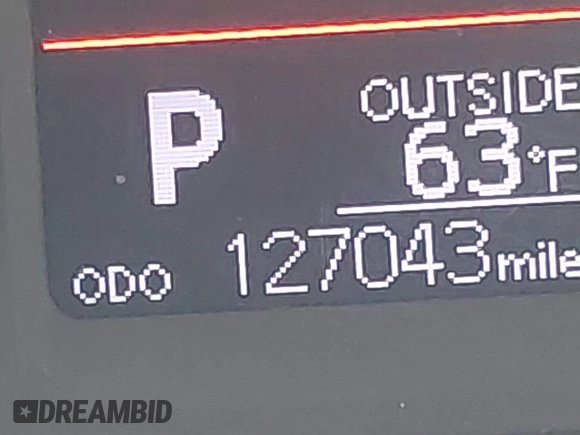 P
OUTSIDE
63°F
ODO 127043 mile
DREAMBID